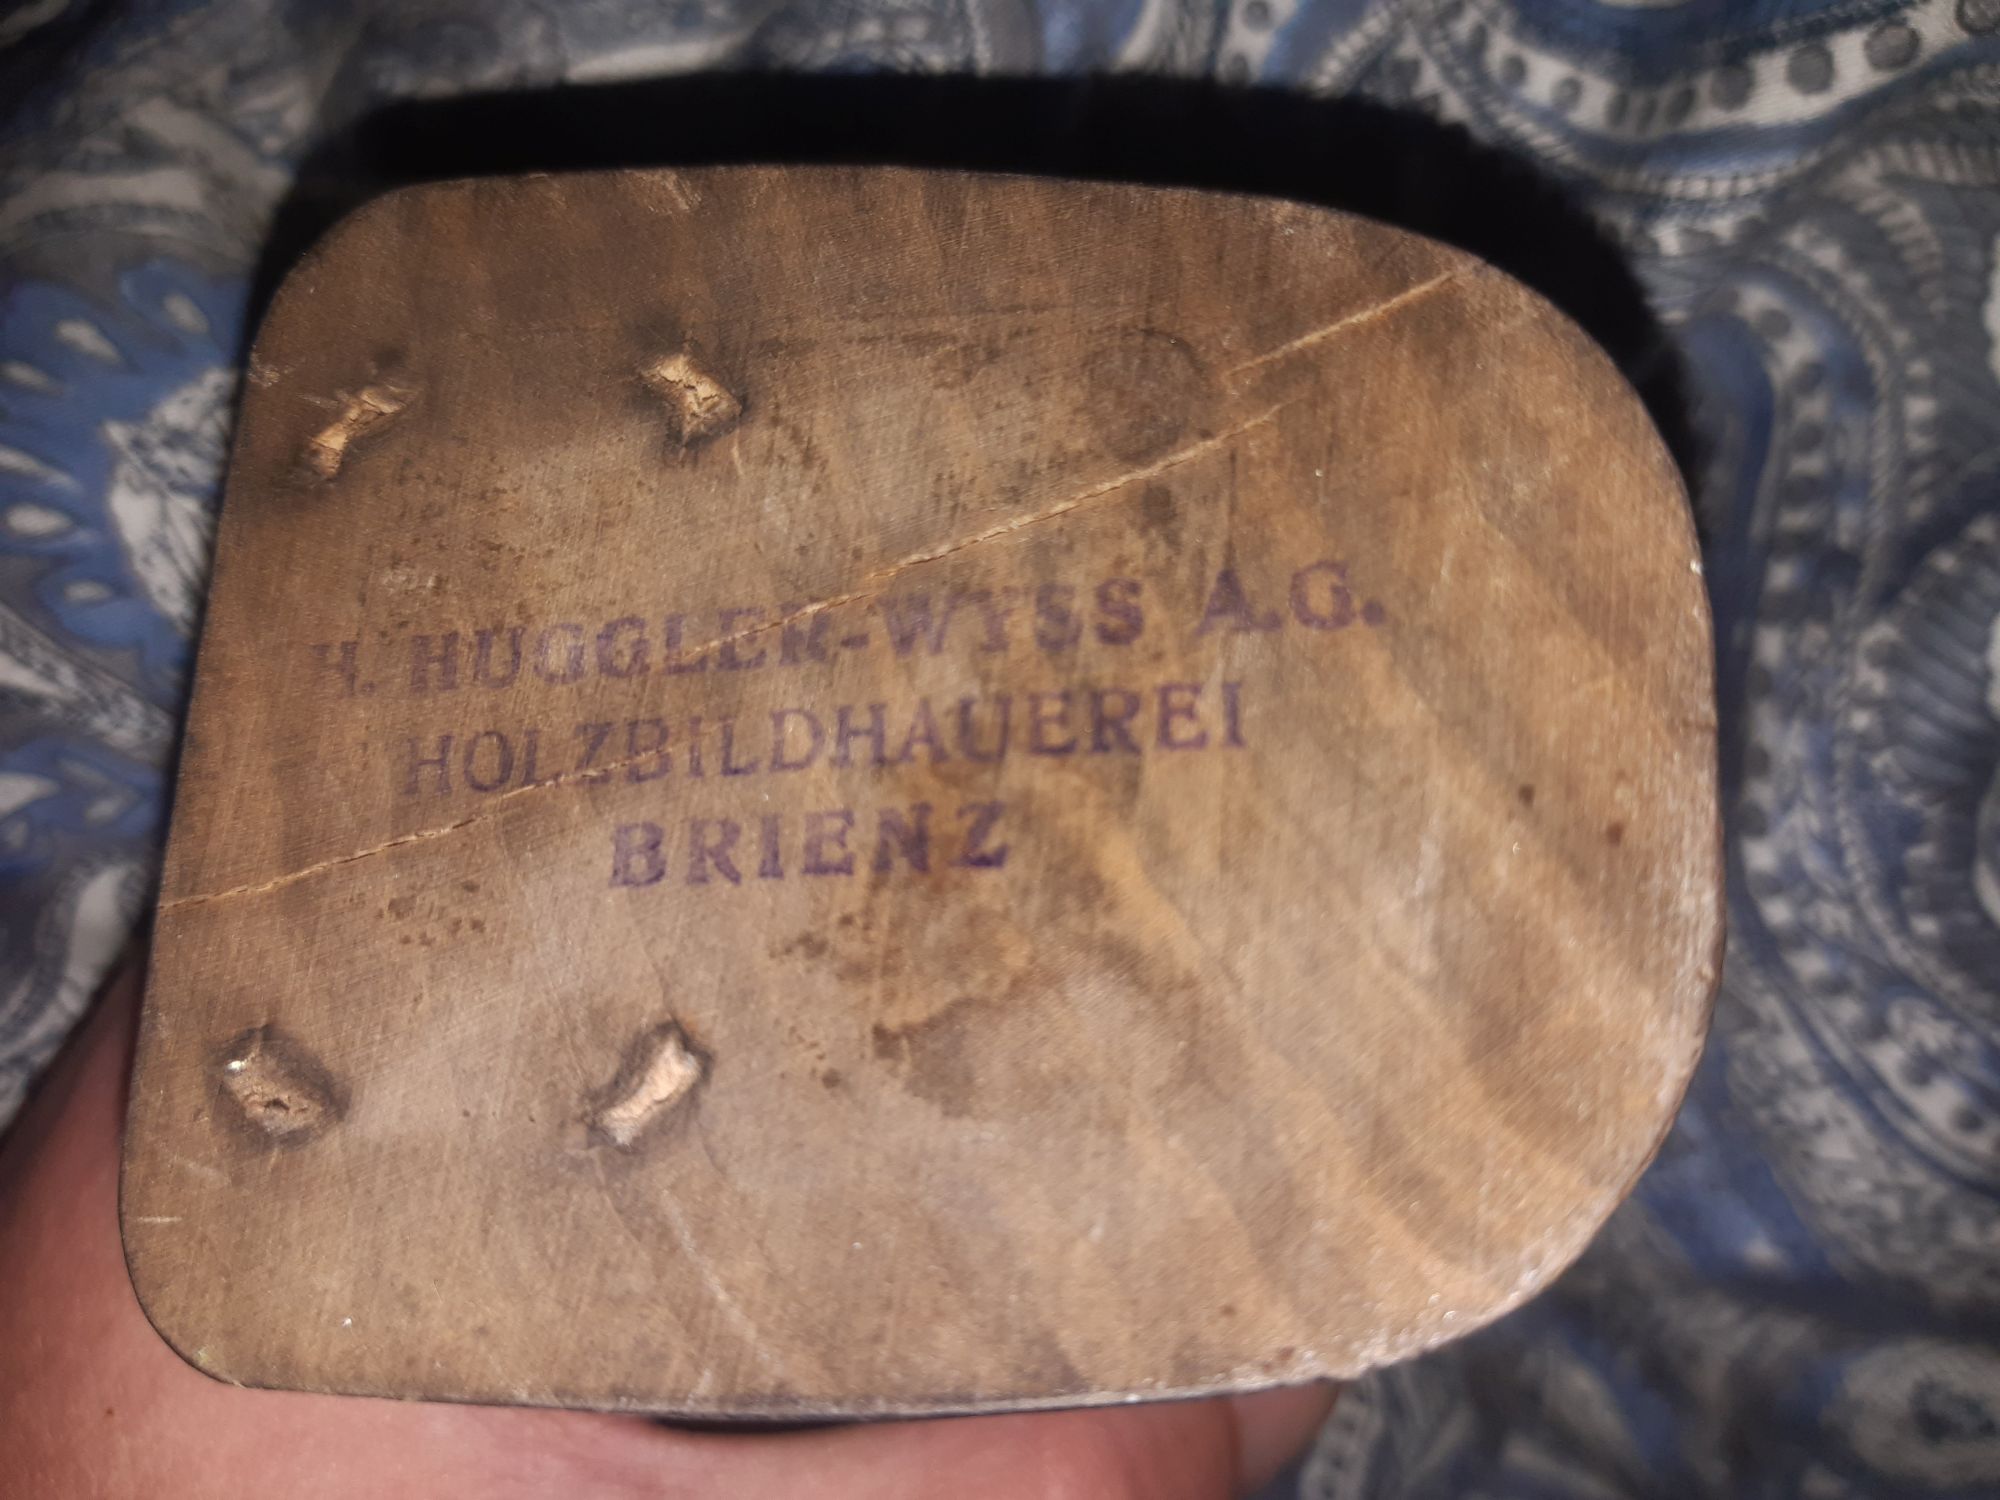 H. HUGGLER-WYSS A.G.
HOLZBILDHAUEREI
BRIENZ